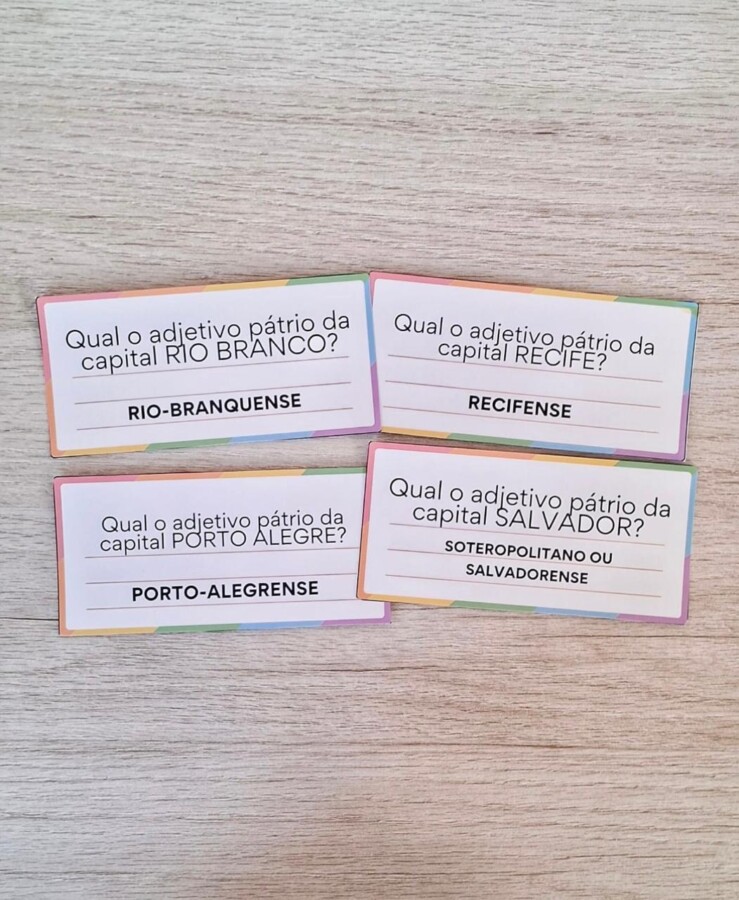 Qual o adjetivo pátrio da
capital RIO BRANCO?
RIO-BRANQUENSE
Qual o adjetivo pátrio da
capital RECIFE?
RECIFENSE
Qual o adjetivo pátrio da
capital PORTO ALEGRE?
PORTO-ALEGRENSE
Qual o adjetivo pátrio da
capital SALVADOR?
SOTEROPOLITANO OU
SALVADORENSE